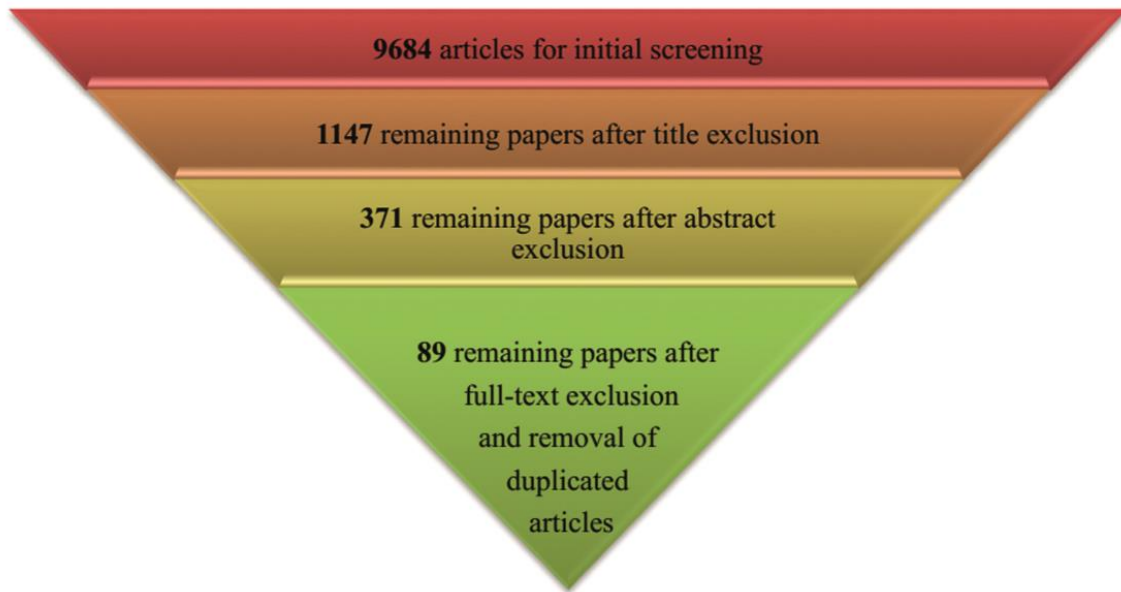 9684 articles for initial screening
1147 remaining papers after title exclusion
371 remaining papers after abstract
exclusion
89 remaining papers after
full-text exclusion
and removal of
duplicated
articles